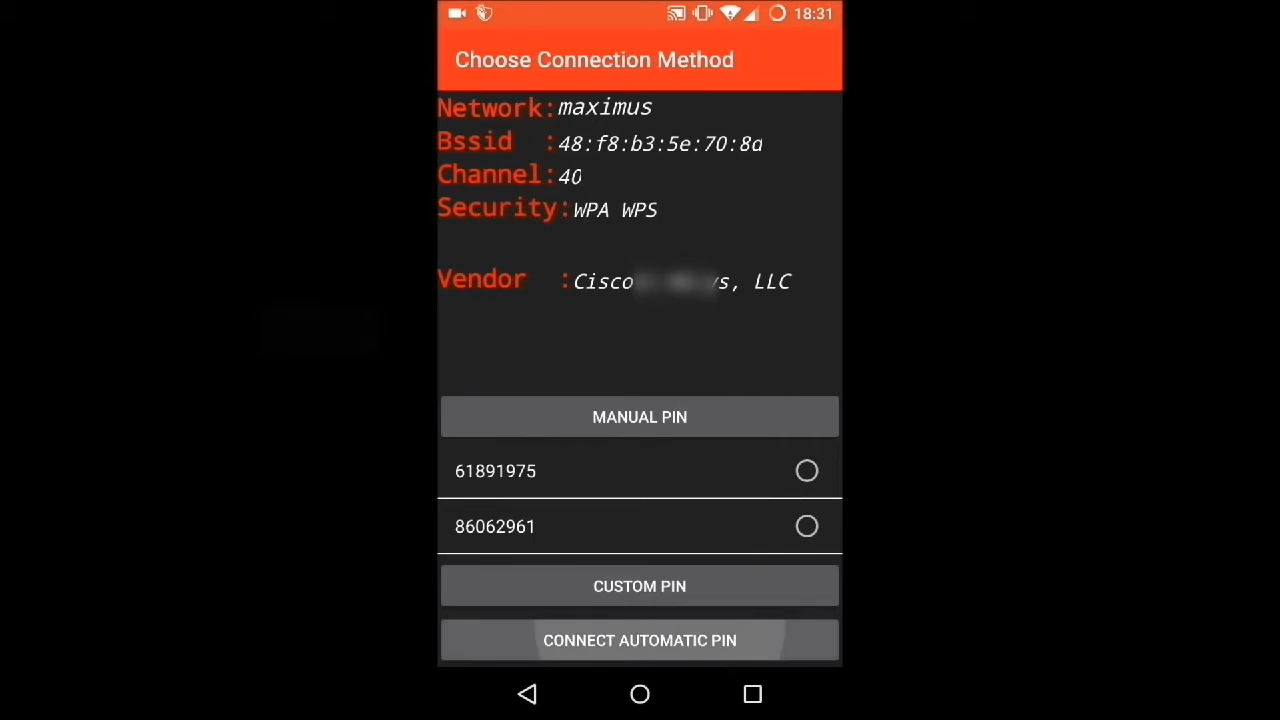 18:31
Choose Connection Method
Network:maximus
Bssid :48:f8:b3:5e:70:8d
Channel:40
Security:WPA WPS
Vendor :Cisco , LLC
MANUAL PIN
61891975
86062961
CUSTOM PIN
CONNECT AUTOMATIC PIN